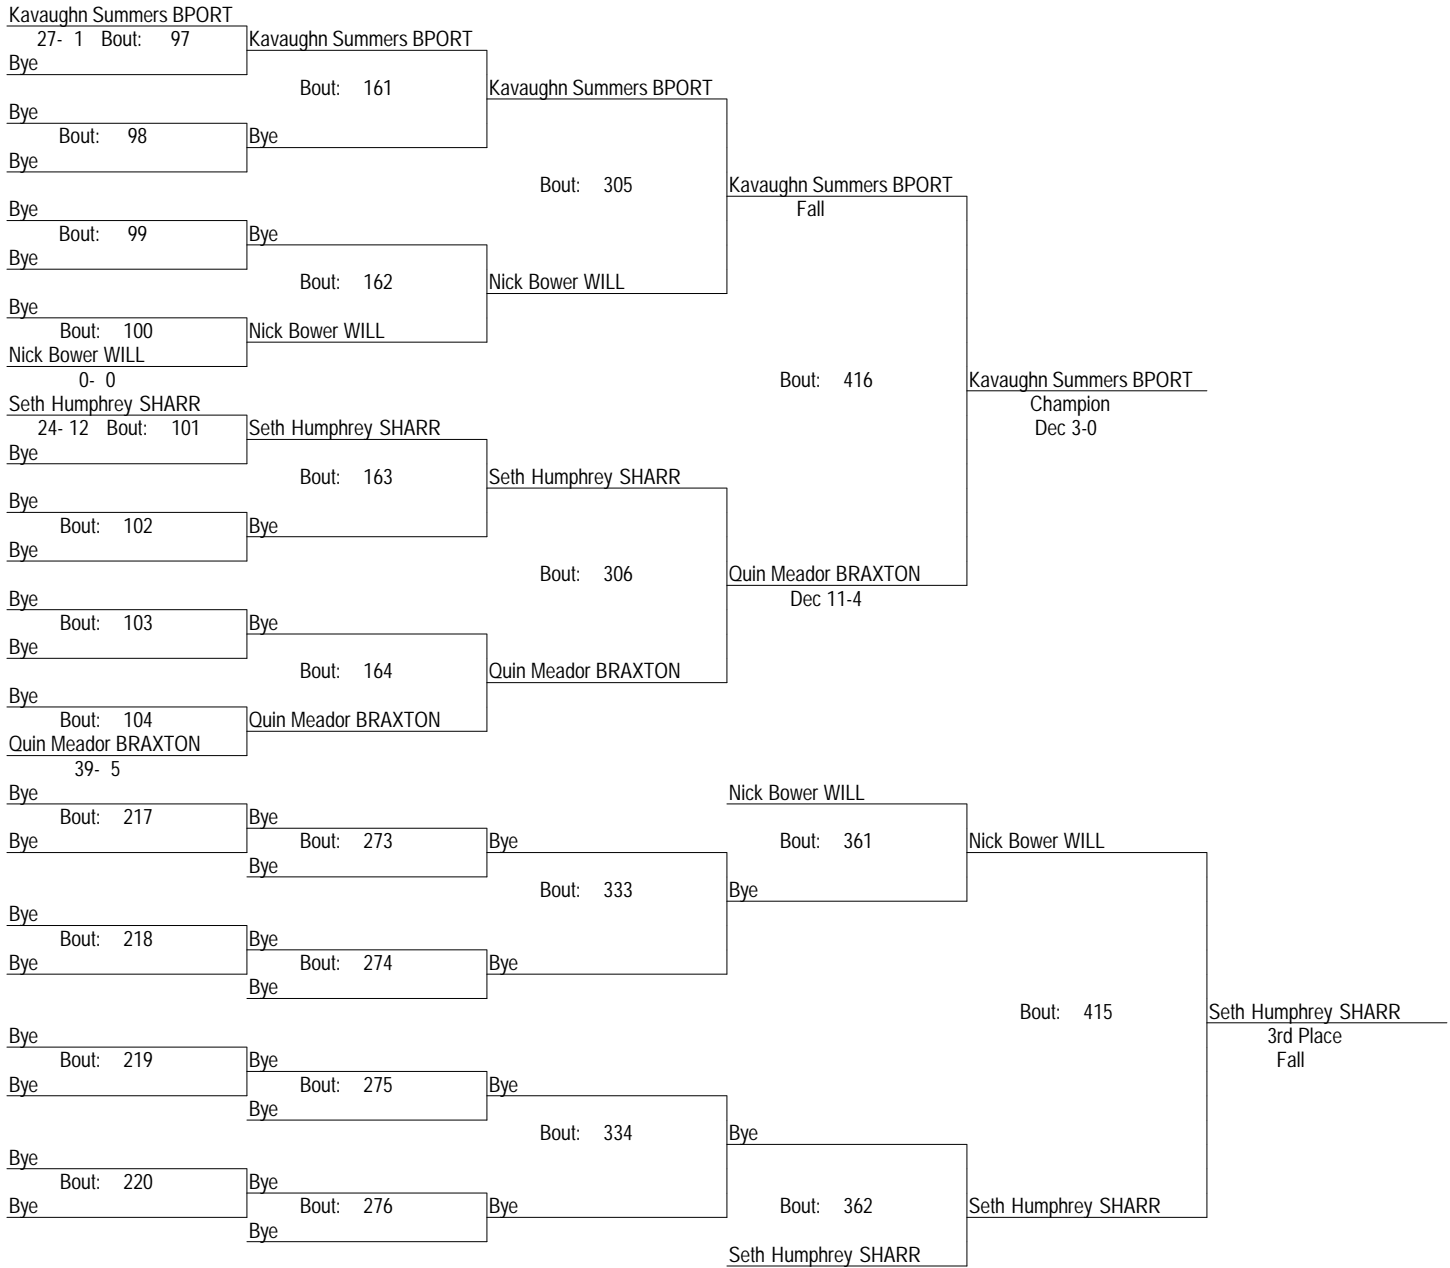 Kavaughn Summers BPORT
27- 1 Bout: 97 Kavaughn Summers BPORT
Bye
Bout: 161 Kavaughn Summers BPORT
Bye
Bout: 98 Bye
Bye
Bout: 305 Kavaughn Summers BPORT
Bye Fall
Bout: 99 Bye
Bye
Bout: 162 Nick Bower WILL
Bye
Bout: 100 Nick Bower WILL
Nick Bower WILL
0- 0 Bout: 416 Kavaughn Summers BPORT
Seth Humphrey SHARR Champion
24- 12 Bout: 101 Seth Humphrey SHARR Dec 3-0
Bye
Bout: 163 Seth Humphrey SHARR
Bye
Bout: 102 Bye
Bye
Bout: 306 Quin Meador BRAXTON
Bye Dec 11-4
Bout: 103 Bye
Bye
Bout: 164 Quin Meador BRAXTON
Bye
Bout: 104 Quin Meador BRAXTON
Quin Meador BRAXTON
39- 5
Bye Nick Bower WILL
Bout: 217 Bye
Bye Bout: 273 Bye Bout: 361 Nick Bower WILL
Bye
Bout: 333 Bye
Bye
Bout: 218 Bye
Bye Bout: 274 Bye
Bye
Bout: 415 Seth Humphrey SHARR
Bye 3rd Place
Bout: 219 Bye Fall
Bye Bout: 275 Bye
Bye
Bout: 334 Bye
Bye
Bout: 220 Bye
Bye Bout: 276 Bye Bout: 362 Seth Humphrey SHARR
Bye
Seth Humphrey SHARR